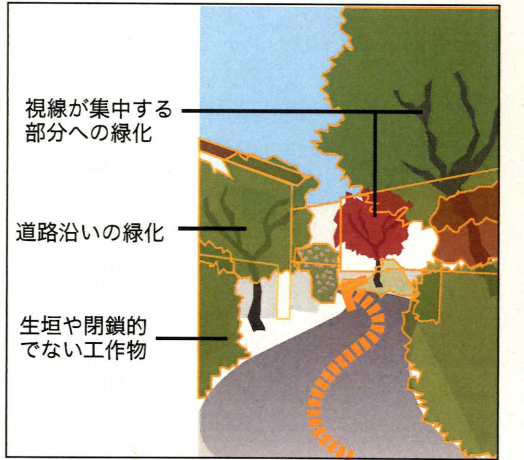 視線が集中する
部分への緑化
道路沿いの緑化
生垣や閉鎖的
でない工作物